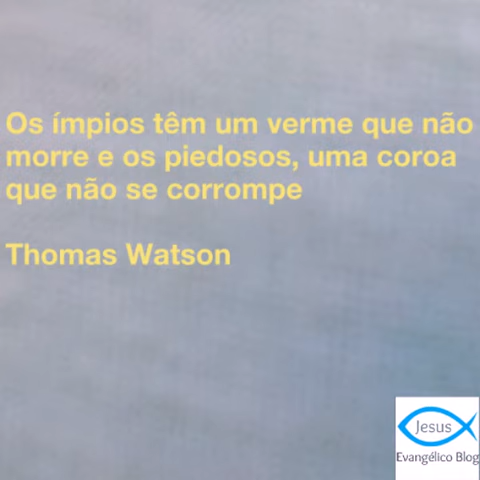 Os ímpios têm um verme que não
morre e os piedosos, uma coroa
que não se corrompe
Thomas Watson
Jesus
Evangélico Blog